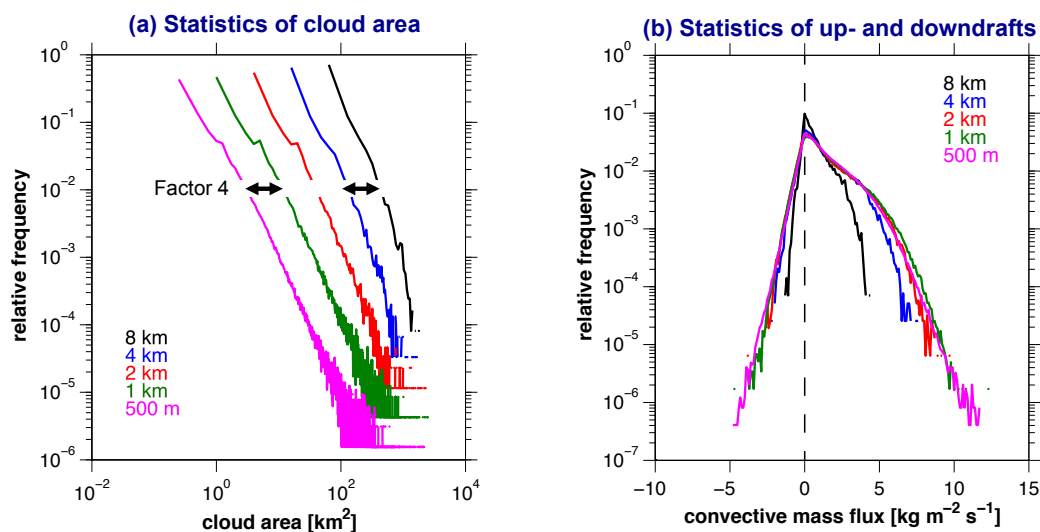 (a) Statistics of cloud area
relative frequency
10^0
10^−1
10^−2
10^−3
10^−4
10^−5
10^−6
Factor 4
8 km
4 km
2 km
1 km
500 m
10^−2
10^0
10^2
10^4
cloud area [km^2]
(b) Statistics of up- and downdrafts
relative frequency
10^0
10^−1
10^−2
10^−3
10^−4
10^−5
10^−6
10^−7
8 km
4 km
2 km
1 km
500 m
−10
−5
0
5
10
15
convective mass flux [kg m^−2 s^−1]